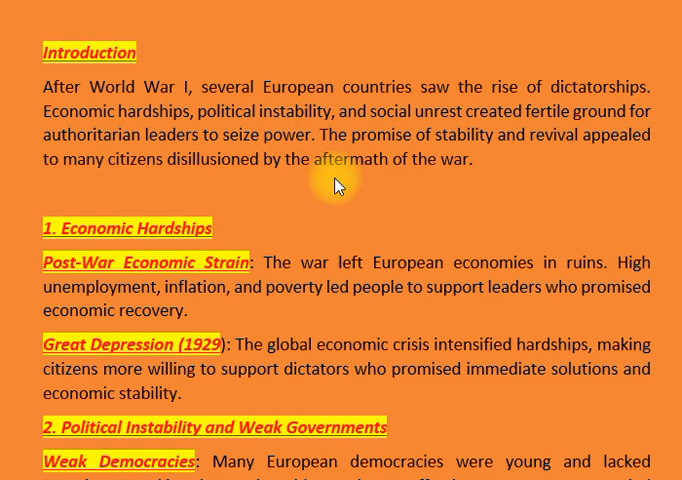 Introduction
After World War I, several European countries saw the rise of dictatorships.
Economic hardships, political instability, and social unrest created fertile ground for
authoritarian leaders to seize power. The promise of stability and revival appealed
to many citizens disillusioned by the aftermath of the war.
1. Economic Hardships
Post-War Economic Strain: The war left European economies in ruins. High
unemployment, inflation, and poverty led people to support leaders who promised
economic recovery.
Great Depression (1929): The global economic crisis intensified hardships, making
citizens more willing to support dictators who promised immediate solutions and
economic stability.
2. Political Instability and Weak Governments
Weak Democracies: Many European democracies were young and lacked